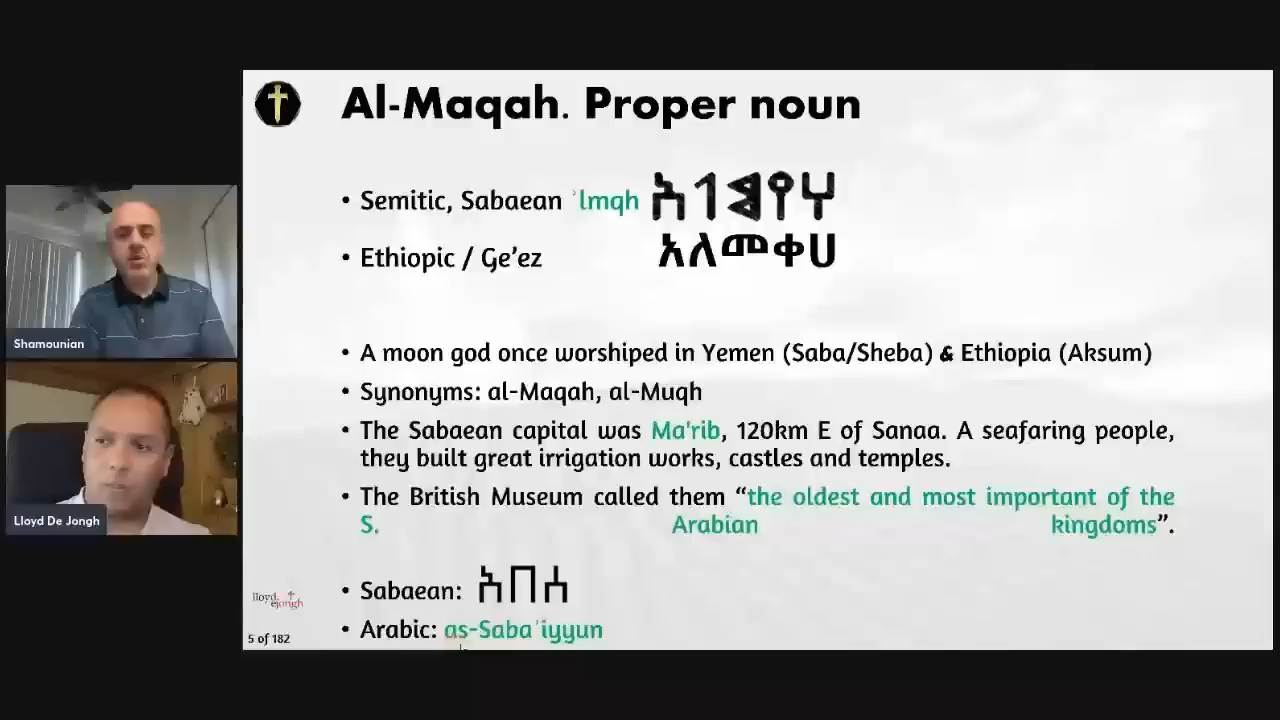 Al-Maqah. Proper noun
• Semitic, Sabaean ʾlmqh
• Ethiopic / Ge’ez አለመቀሀ
• A moon god once worshiped in Yemen (Saba/Sheba) & Ethiopia (Aksum)
• Synonyms: al-Maqah, al-Muqh
• The Sabaean capital was Ma'rib, 120km E of Sanaa. A seafaring people,
they built great irrigation works, castles and temples.
• The British Museum called them “the oldest and most important of the
S. Arabian kingdoms”.
• Sabaean:
• Arabic: as-Sabaʾiyyun
lloyd
ejongh
5 of 182
Shamounian
Lloyd De Jongh